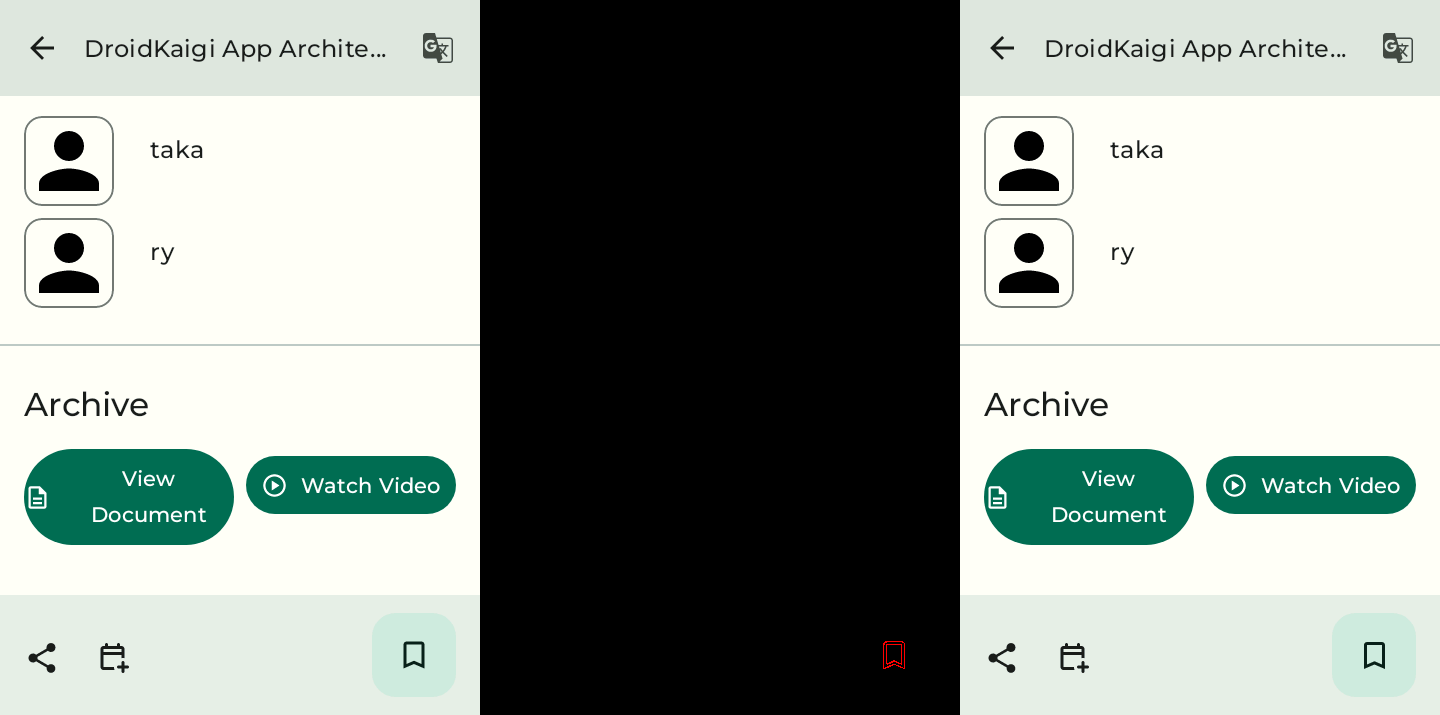 DroidKaigi App Archite...
taka
ry
Archive
View
Document
Watch Video
DroidKaigi App Archite...
taka
ry
Archive
View
Document
Watch Video